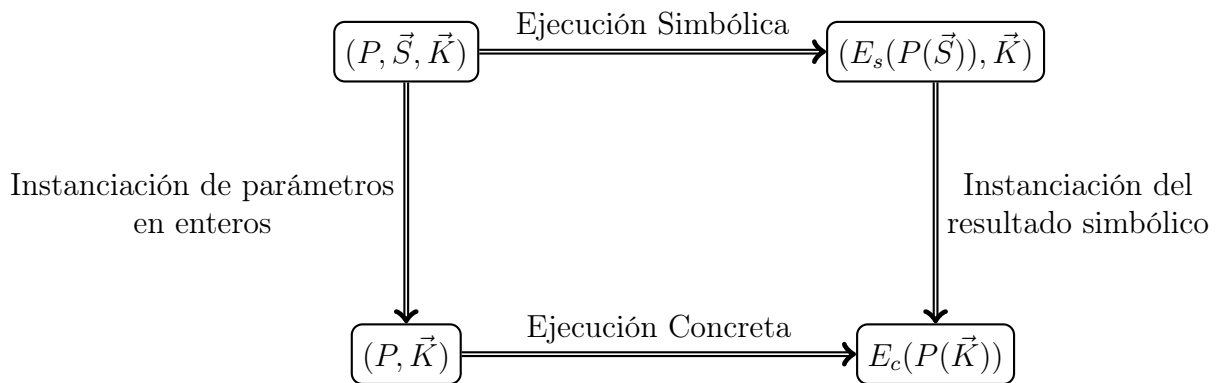 Ejecución Simbólica
(P, S⃗, K⃗)
(E_s(P(S⃗)), K⃗)
Instanciación de parámetros
en enteros
Instanciación del
resultado simbólico
Ejecución Concreta
(P, K⃗)
E_c(P(K⃗))